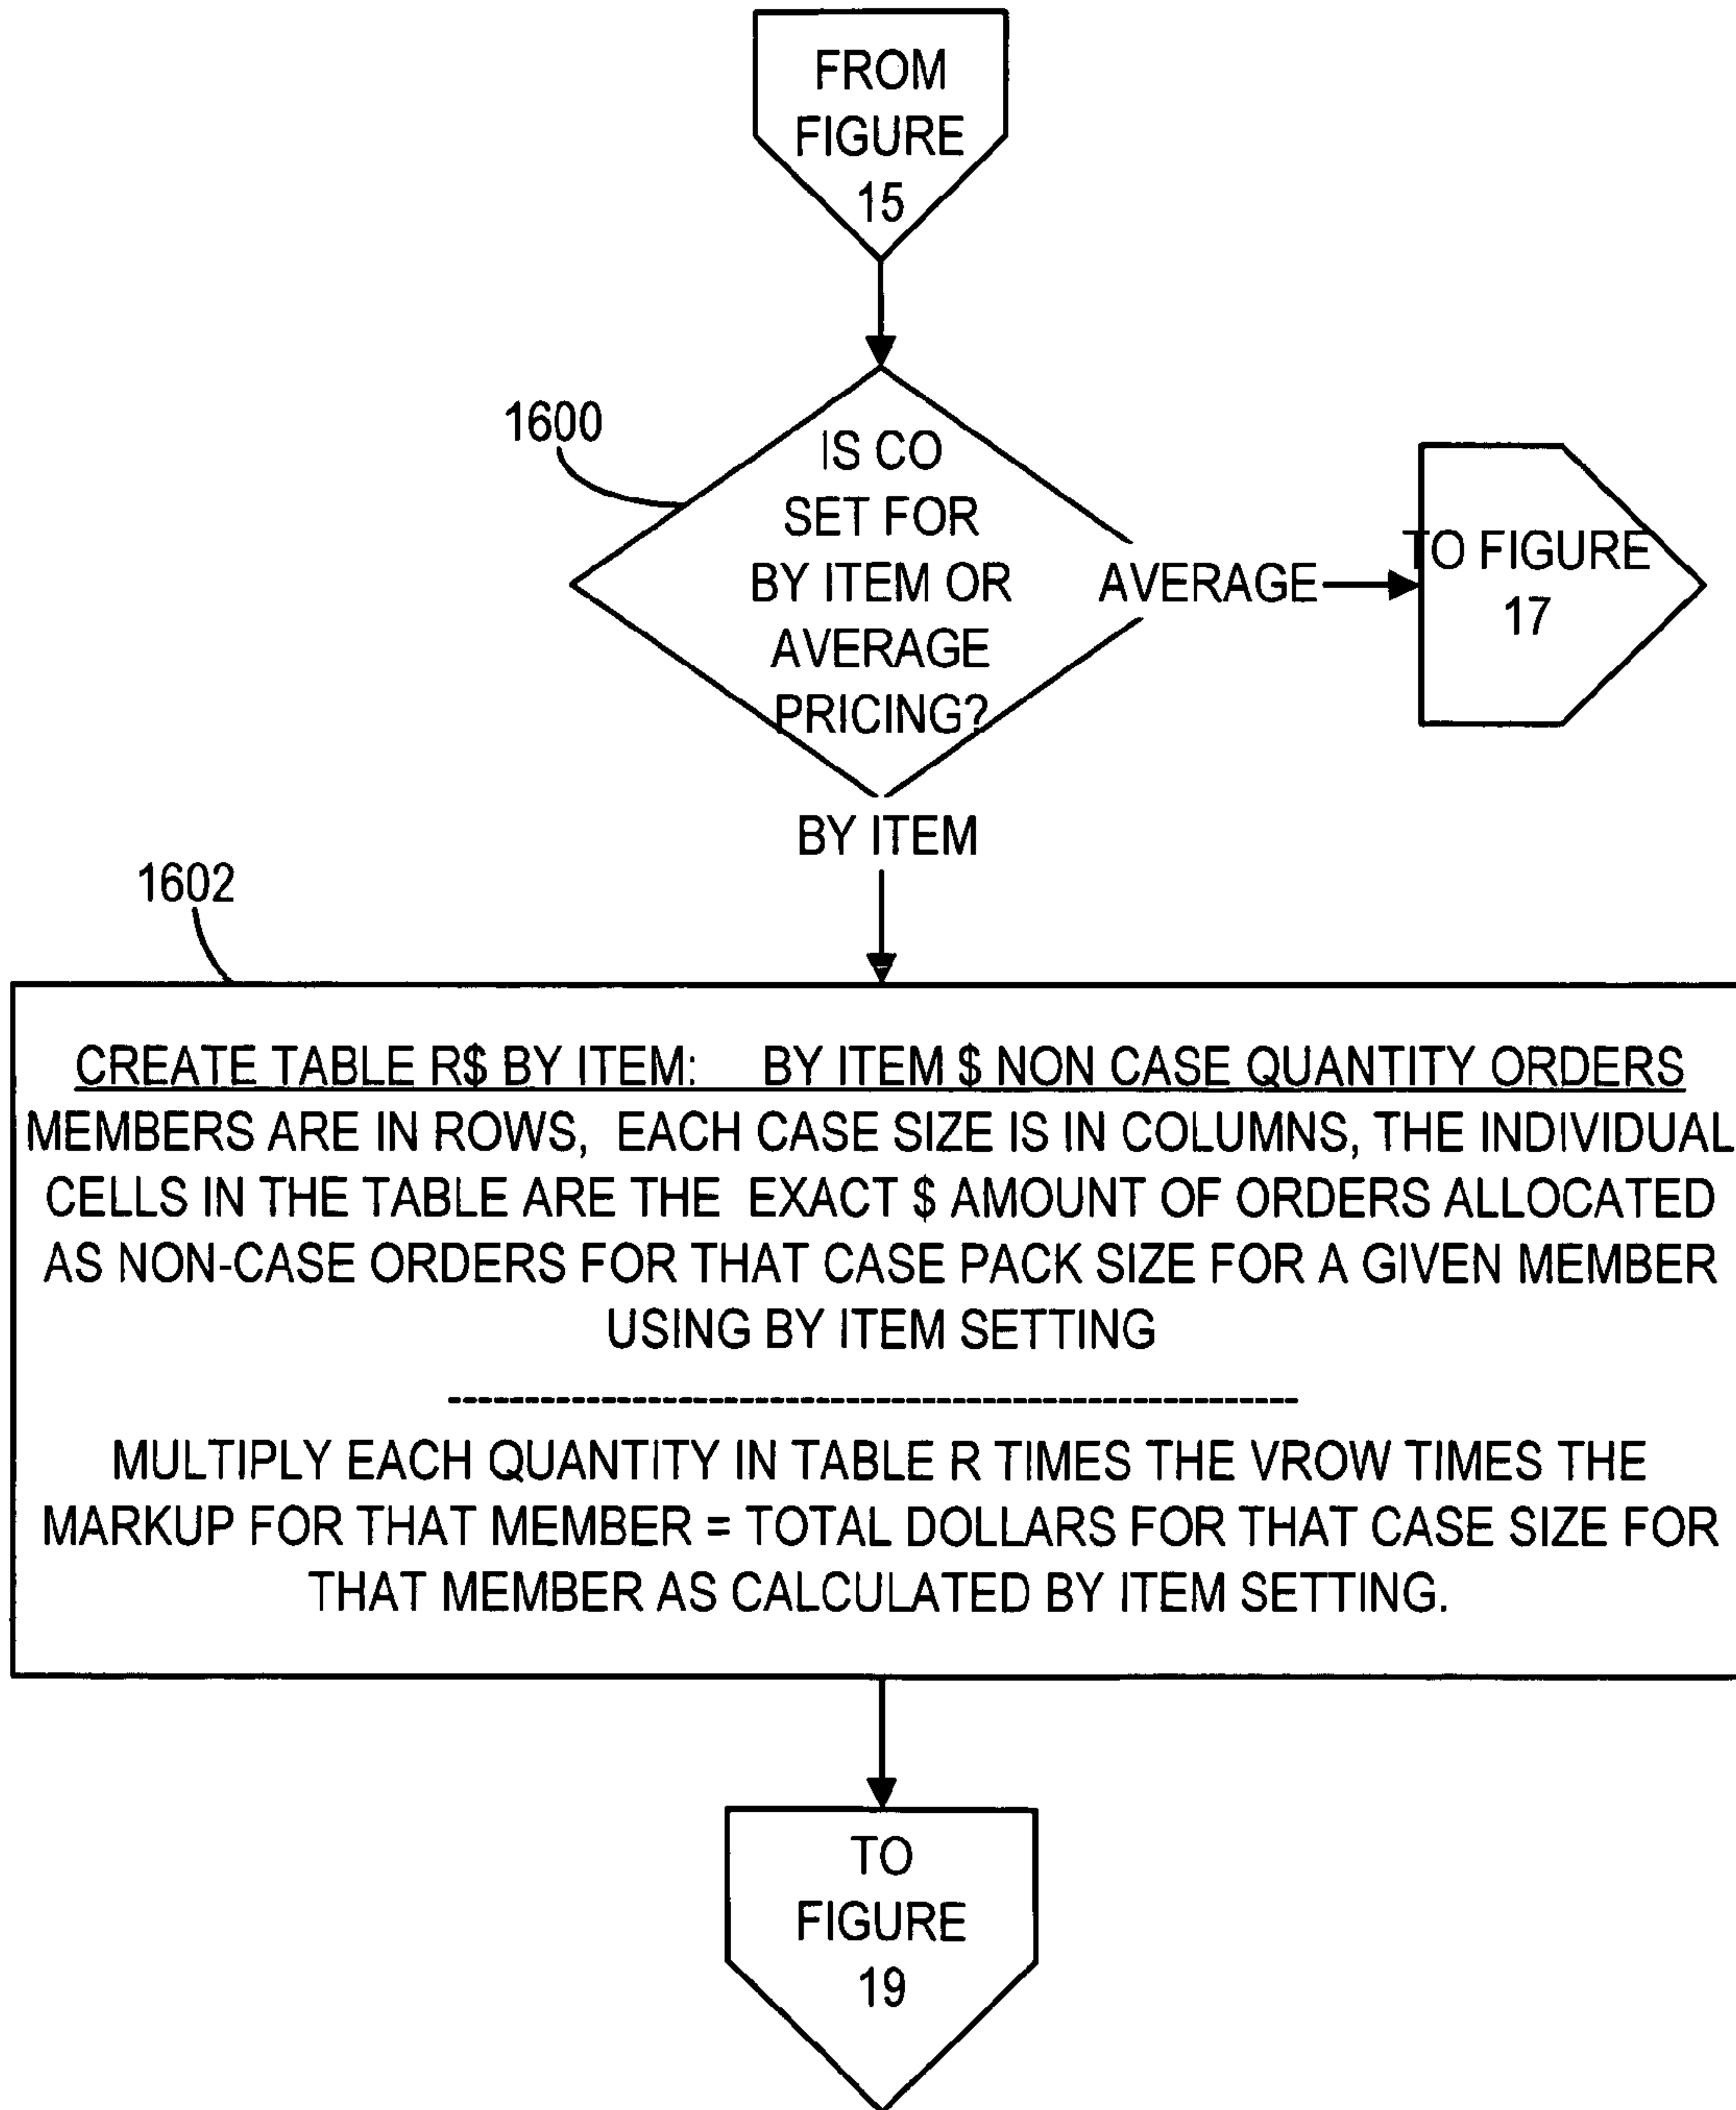 FROM
FIGURE
15
1600
IS CO
SET FOR
BY ITEM OR
AVERAGE
PRICING?
AVERAGE
TO FIGURE
17
BY ITEM
1602
CREATE TABLE R$ BY ITEM: BY ITEM $ NON CASE QUANTITY ORDERS
MEMBERS ARE IN ROWS, EACH CASE SIZE IS IN COLUMNS, THE INDIVIDUAL
CELLS IN THE TABLE ARE THE EXACT $ AMOUNT OF ORDERS ALLOCATED
AS NON-CASE ORDERS FOR THAT CASE PACK SIZE FOR A GIVEN MEMBER
USING BY ITEM SETTING
--------------------------------------------------------
MULTIPLY EACH QUANTITY IN TABLE R TIMES THE VROW TIMES THE
MARKUP FOR THAT MEMBER = TOTAL DOLLARS FOR THAT CASE SIZE FOR
THAT MEMBER AS CALCULATED BY ITEM SETTING.
TO
FIGURE
19